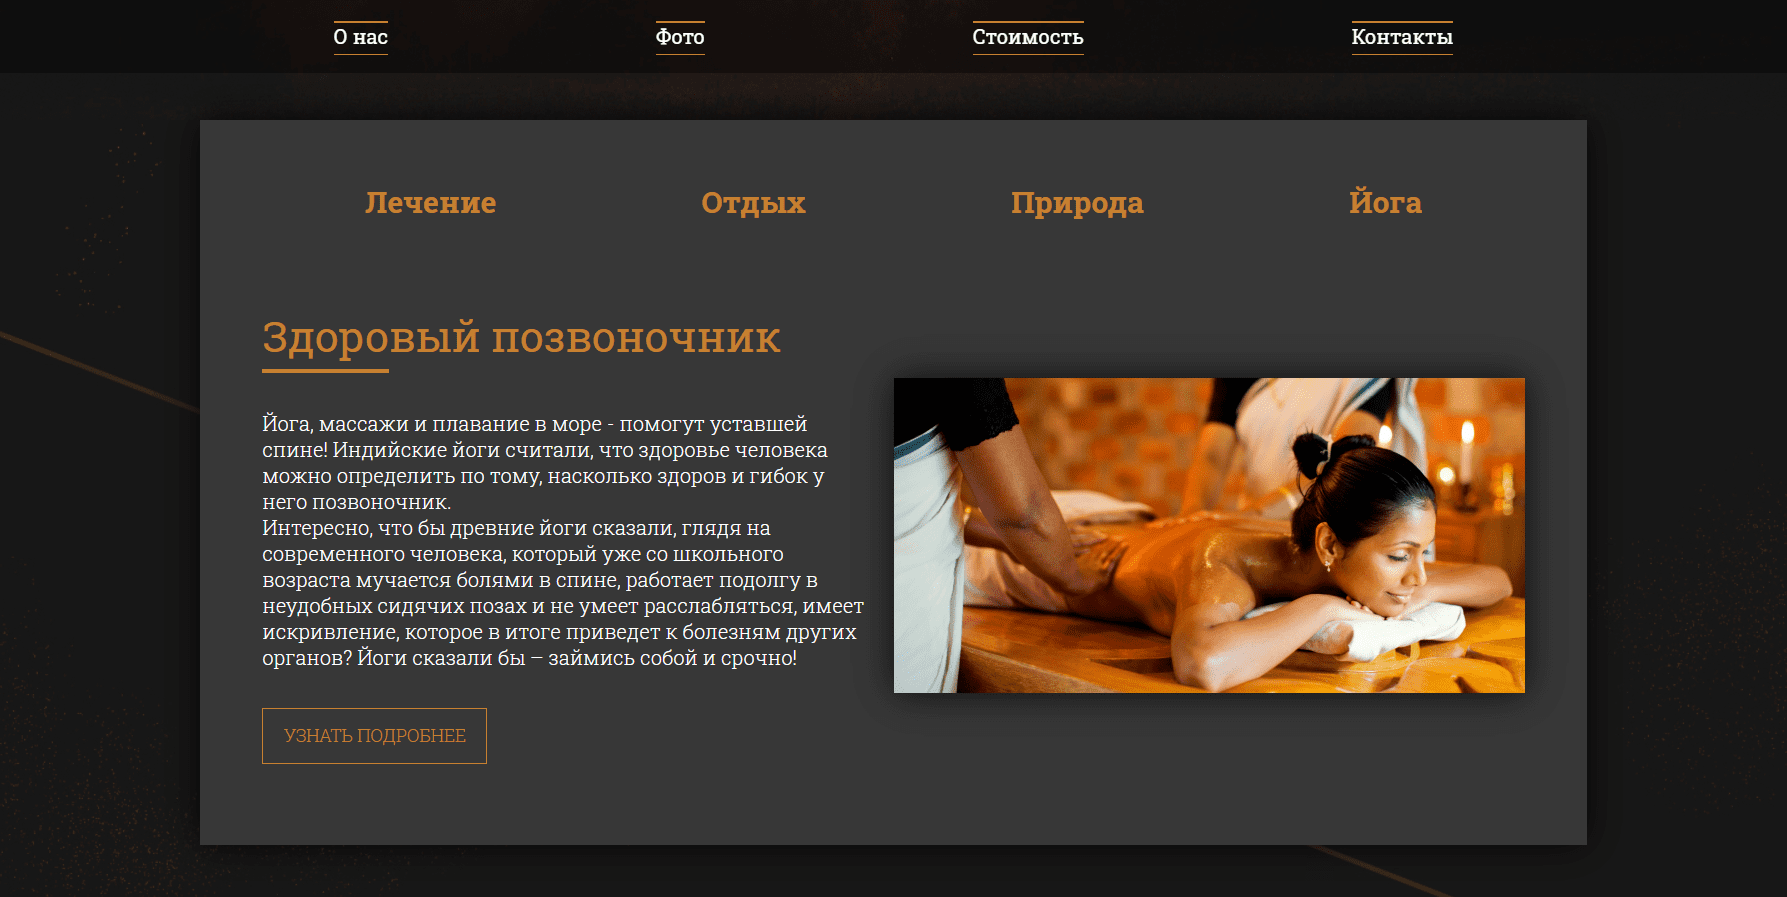 О нас
Фото
Стоимость
Контакты
Лечение
Отдых
Природа
Йога
Здоровый позвоночник
Йога, массажи и плавание в море - помогут уставшей
спине! Индийские йоги считали, что здоровье человека
можно определить по тому, насколько здоров и гибок у
него позвоночник.
Интересно, что бы древние йоги сказали, глядя на
современного человека, который уже со школьного
возраста мучается болями в спине, работает подолгу в
неудобных сидячих позах и не умеет расслабляться, имеет
искривление, которое в итоге приведет к болезням других
органов? Йоги сказали бы – займись собой и срочно!
УЗНАТЬ ПОДРОБНЕЕ